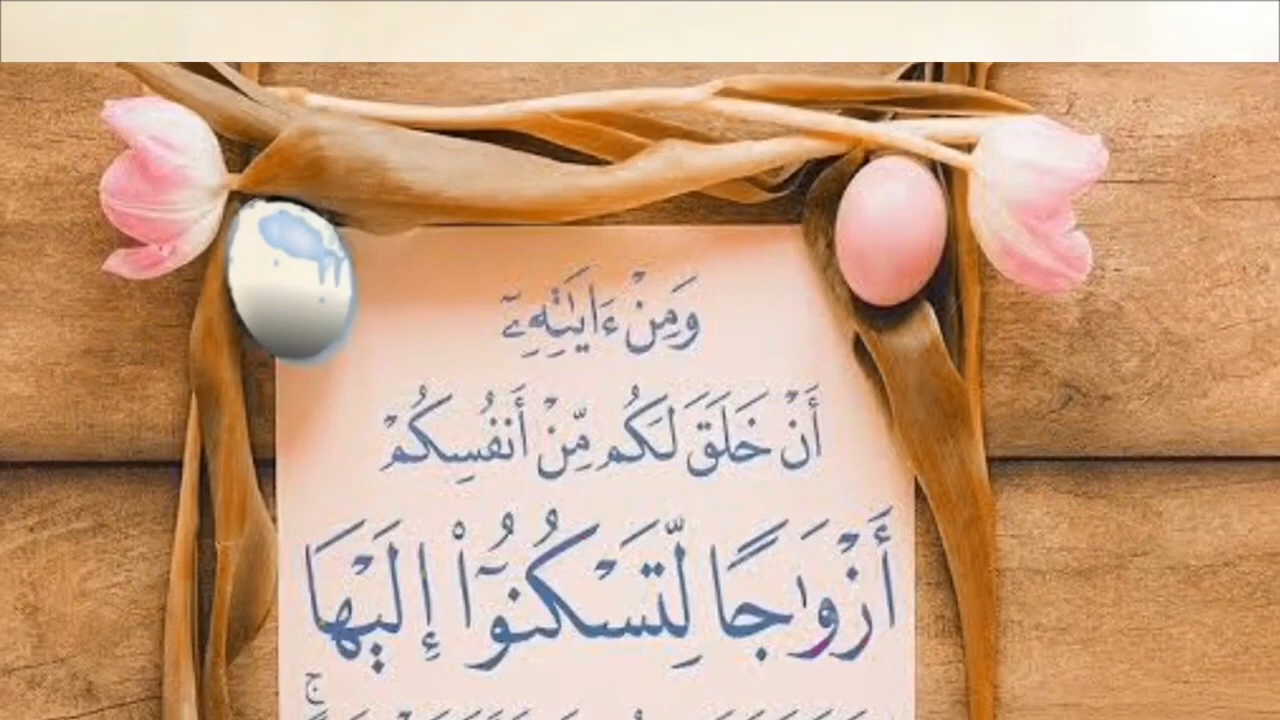 وَمِنْ ءَايَٰتِهِۦٓ
أَنْ خَلَقَ لَكُم مِّنْ أَنفُسِكُمْ
أَزْوَٰجًا لِّتَسْكُنُوٓا۟ إِلَيْهَا
ۚ